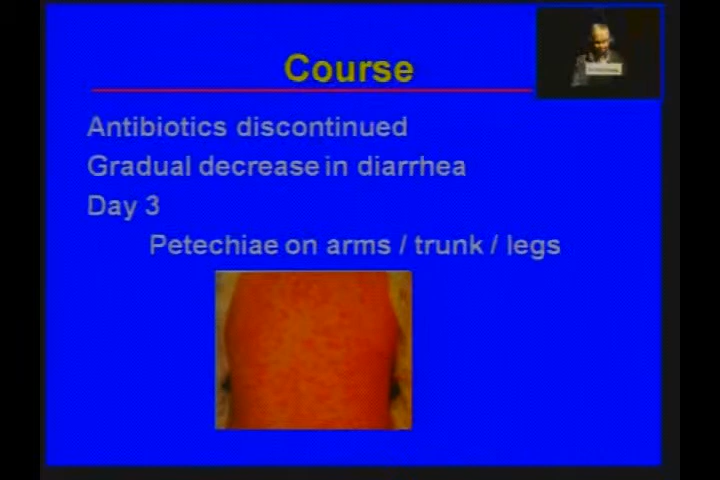 Course
Antibiotics discontinued
Gradual decrease in diarrhea
Day 3
Petechiae on arms / trunk / legs